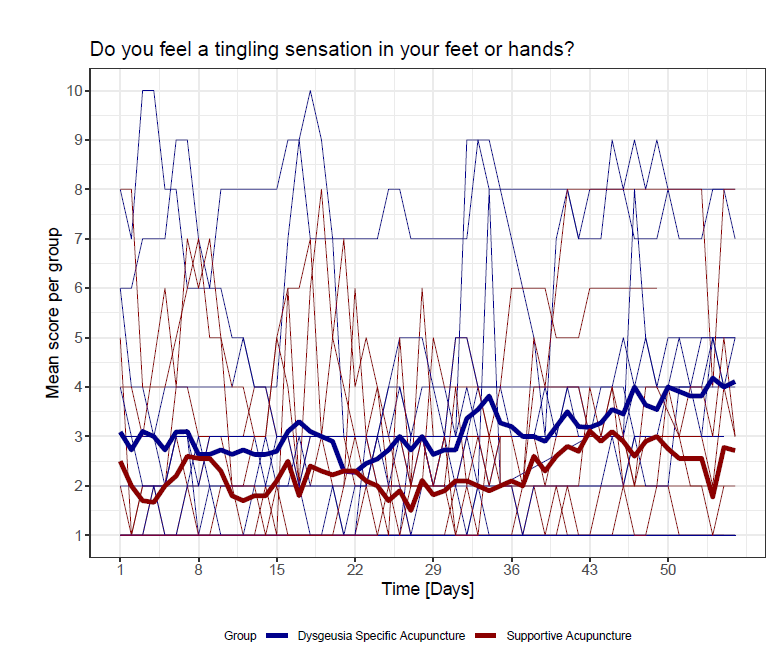 Do you feel a tingling sensation in your feet or hands?
10
9
8
7
6
5
4
3
2
1
Mean score per group
1 8 15 22 29 36 43 50
Time [Days]
Group Dysgeusia Specific Acupuncture Supportive Acupuncture